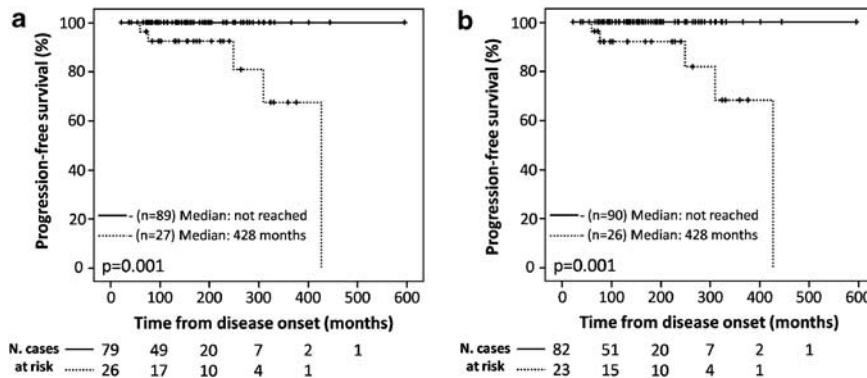 a
Progression-free survival (%)
100
80
60
40
20
0
(n=89) Median: not reached
(n=27) Median: 428 months
p=0.001
0 100 200 300 400 500 600
Time from disease onset (months)
N. cases at risk
79 49 20 7 2 1
26 17 10 4 1
b
Progression-free survival (%)
100
80
60
40
20
0
(n=90) Median: not reached
(n=26) Median: 428 months
p=0.001
0 100 200 300 400 500 600
Time from disease onset (months)
N. cases at risk
82 51 20 7 2 1
23 15 10 4 1